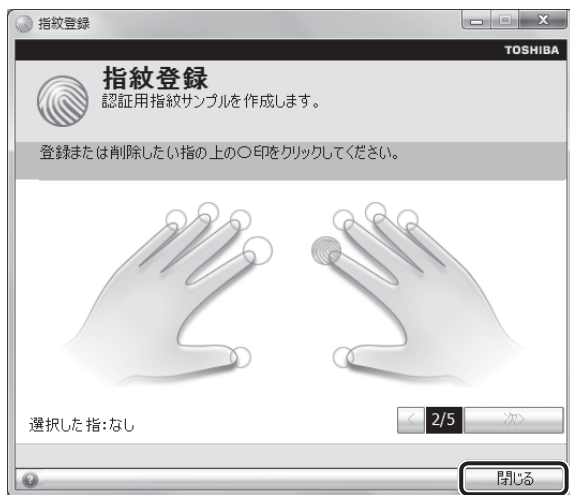 指紋登録
TOSHIBA
指紋登録
認証用指紋サンプルを作成します。
登録または削除したい指の上の○印をクリックしてください。
選択した指:なし
< 2/5 次>
閉じる